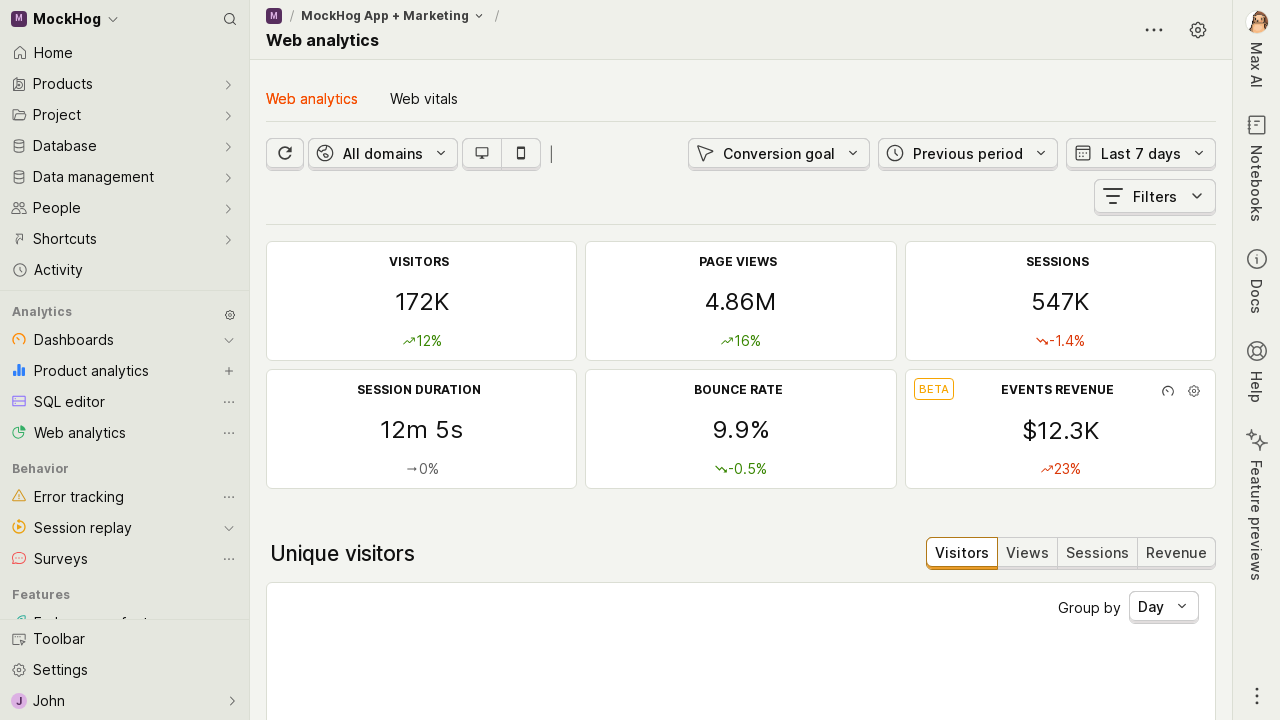 M MockHog
Home
Products
Project
Database
Data management
People
Shortcuts
Activity
Analytics
Dashboards
Product analytics
SQL editor
Web analytics
Behavior
Error tracking
Session replay
Surveys
Features
Toolbar
Settings
J John
M / MockHog App + Marketing /
Web analytics
Web analytics Web vitals
All domains Conversion goal Previous period Last 7 days
Filters
VISITORS
172K
12%
PAGE VIEWS
4.86M
16%
SESSIONS
547K
-1.4%
SESSION DURATION
12m 5s
0%
BOUNCE RATE
9.9%
-0.5%
BETA EVENTS REVENUE
$12.3K
23%
Unique visitors
Visitors Views Sessions Revenue
Group by Day
Max AI
Notebooks
Docs
Help
Feature previews